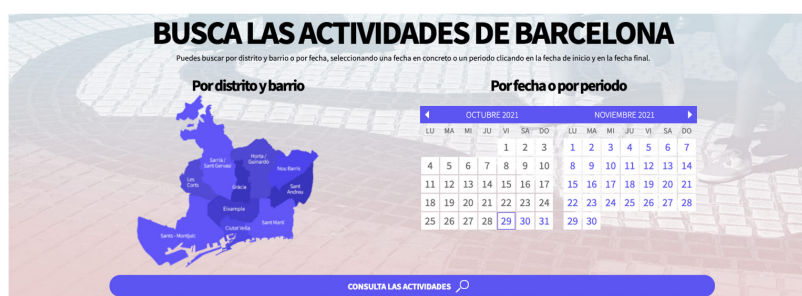 BUSCA LAS ACTIVIDADES DE BARCELONA
Puedes buscar por distrito y barrio o por fecha, seleccionando una fecha en concreto o un periodo clicando en la fecha de inicio y en la fecha final.
Por distrito y barrio
Sarrià /
Sant Gervasi
Horta /
Guinardó
Nou Barris
Les
Corts
Gràcia
Sant
Andreu
Eixample
Sant Martí
Ciutat Vella
Sants - Montjuïc
Por fecha o por periodo
OCTUBRE 2021
LU MA MI JU VI SA DO
1 2 3
4 5 6 7 8 9 10
11 12 13 14 15 16 17
18 19 20 21 22 23 24
25 26 27 28 29 30 31
NOVIEMBRE 2021
LU MA MI JU VI SA DO
1 2 3 4 5 6 7
8 9 10 11 12 13 14
15 16 17 18 19 20 21
22 23 24 25 26 27 28
29 30
CONSULTA LAS ACTIVIDADES